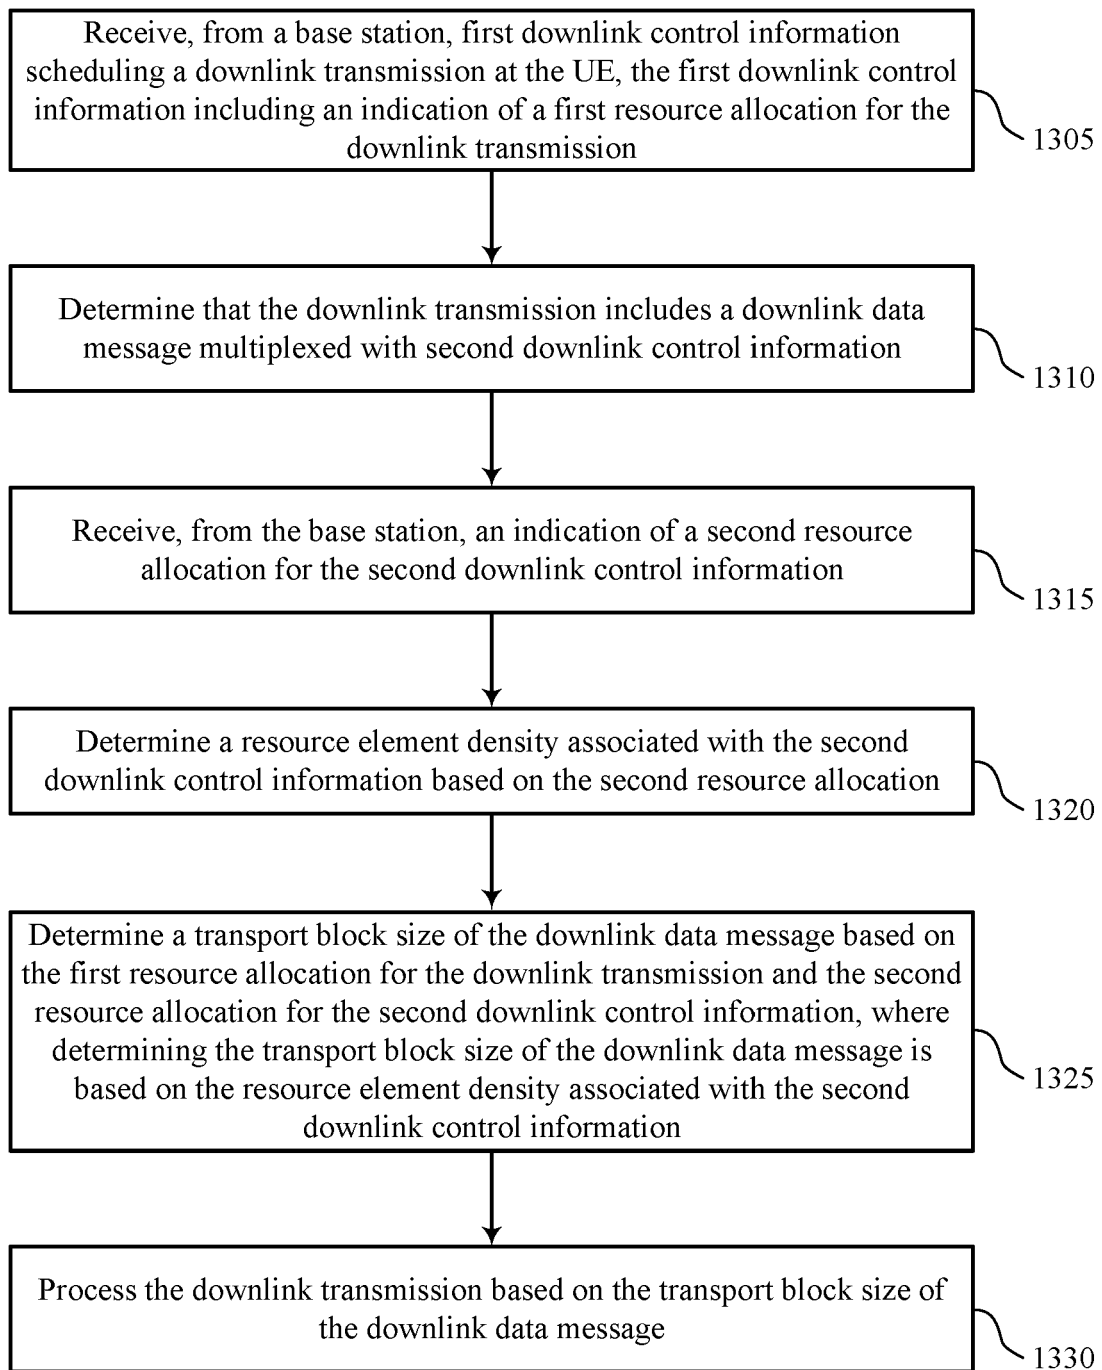 Receive, from a base station, first downlink control information
scheduling a downlink transmission at the UE, the first downlink control
information including an indication of a first resource allocation for the
downlink transmission
1305
Determine that the downlink transmission includes a downlink data
message multiplexed with second downlink control information
1310
Receive, from the base station, an indication of a second resource
allocation for the second downlink control information
1315
Determine a resource element density associated with the second
downlink control information based on the second resource allocation
1320
Determine a transport block size of the downlink data message based on
the first resource allocation for the downlink transmission and the second
resource allocation for the second downlink control information, where
determining the transport block size of the downlink data message is
based on the resource element density associated with the second
downlink control information
1325
Process the downlink transmission based on the transport block size of
the downlink data message
1330